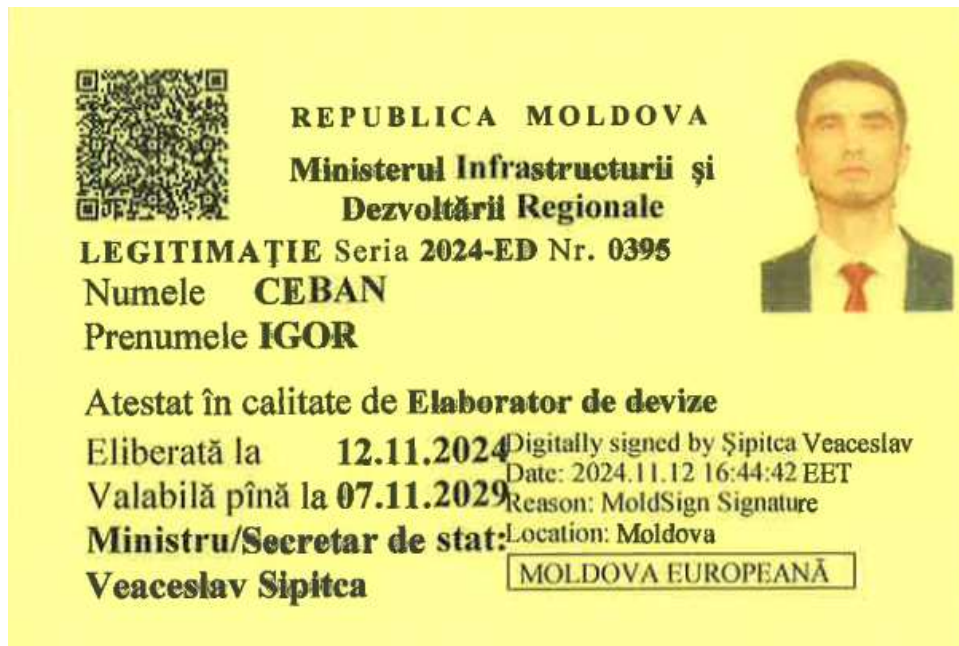 REPUBLICA MOLDOVA
Ministerul Infrastructurii și
Dezvoltării Regionale
LEGITIMAȚIE Seria 2024-ED Nr. 0395
Numele CEBAN
Prenumele IGOR
Atestat în calitate de Elaborator de devize
Eliberată la 12.11.2024
Valabilă pînă la 07.11.2029
Ministru/Secretar de stat:
Veaceslav Sipitca
Digitally signed by Șipitca Veaceslav
Date: 2024.11.12 16:44:42 EET
Reason: MoldSign Signature
Location: Moldova
MOLDOVA EUROPEANĂ